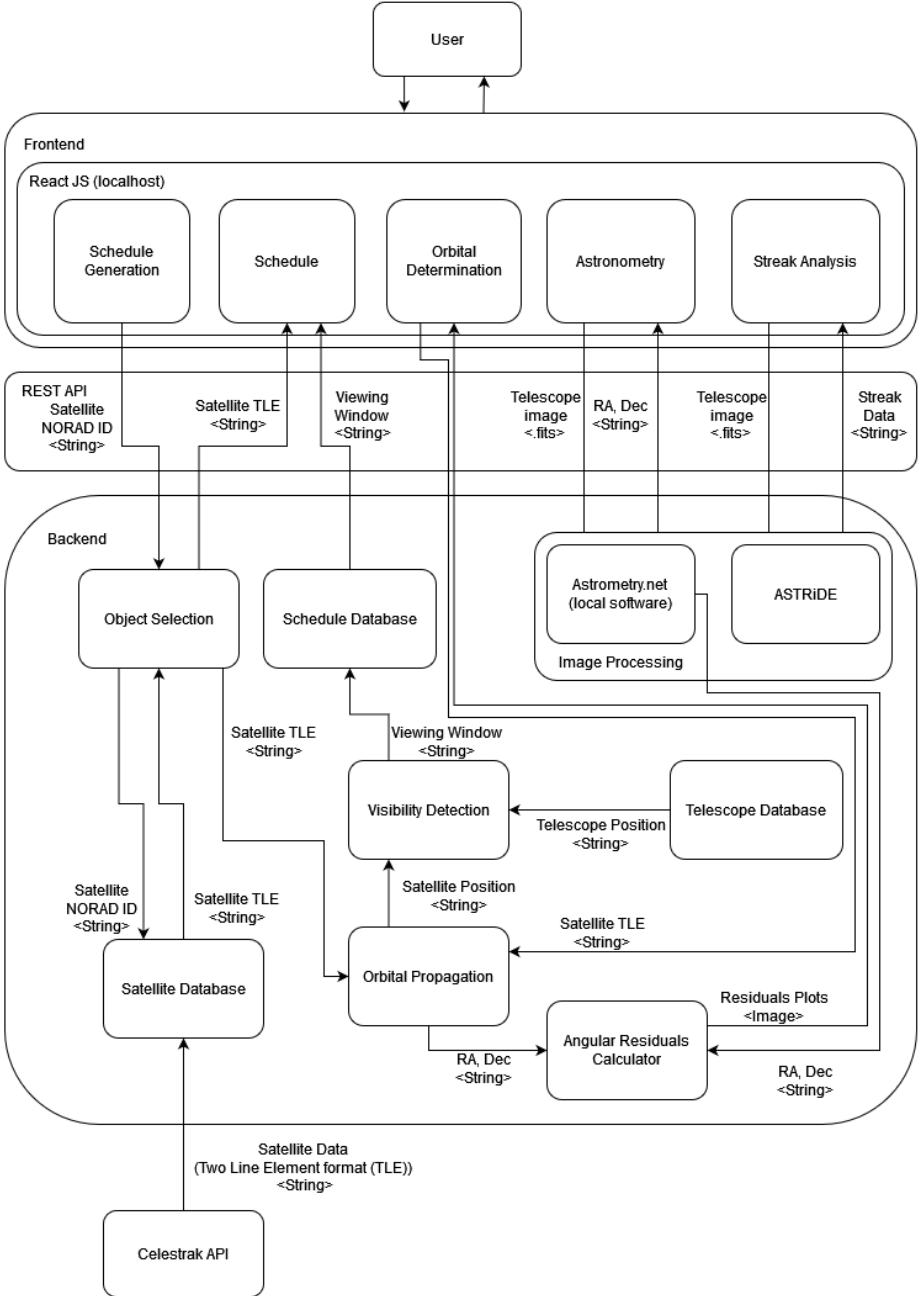 User
Frontend
React JS (localhost)
Schedule
Generation
Schedule
Orbital
Determination
Astronometry
Streak Analysis
REST API
Satellite
NORAD ID
<String>
Satellite TLE
<String>
Viewing
Window
<String>
Telescope
image
<.fits>
RA, Dec
<String>
Telescope
image
<.fits>
Streak
Data
<String>
Backend
Object Selection
Schedule Database
Astrometry.net
(local software)
ASTRiDE
Image Processing
Satellite TLE
<String>
Viewing Window
<String>
Visibility Detection
Telescope Database
Telescope Position
<String>
Satellite
NORAD ID
<String>
Satellite TLE
<String>
Satellite Position
<String>
Satellite TLE
<String>
Satellite Database
Orbital Propagation
Residuals Plots
<Image>
Angular Residuals
Calculator
RA, Dec
<String>
RA, Dec
<String>
Satellite Data
(Two Line Element format (TLE))
<String>
Celestrak API